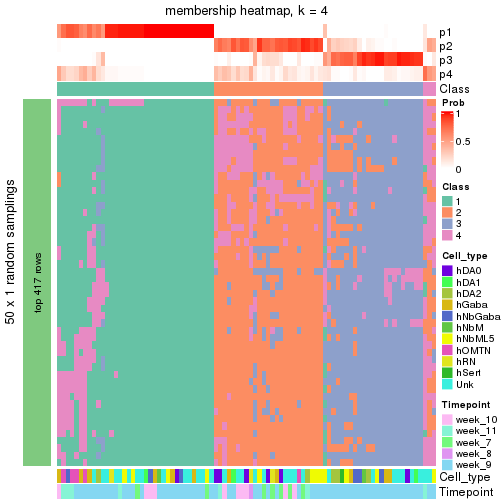 membership heatmap, k = 4
p1
p2
p3
p4
Class
50 x 1 random samplings
top 417 rows
Prob
1
0.5
0
Class
1
2
3
4
Cell_type
hDA0
hDA1
hDA2
hGaba
hNbGaba
hNbM
hNbML5
hOMTN
hRN
hSert
Unk
Timepoint
week_10
week_11
week_7
week_8
week_9
Cell_type
Timepoint